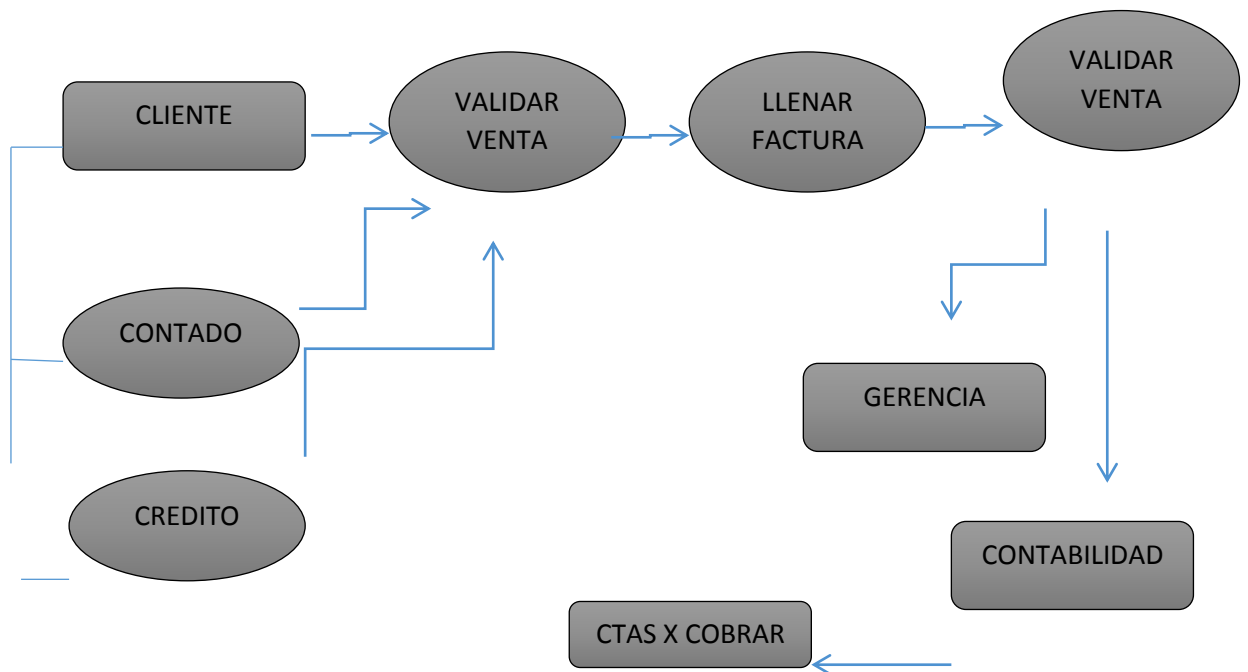 CLIENTE
VALIDAR
VENTA
LLENAR
FACTURA
VALIDAR
VENTA
CONTADO
GERENCIA
CREDITO
CONTABILIDAD
CTAS X COBRAR